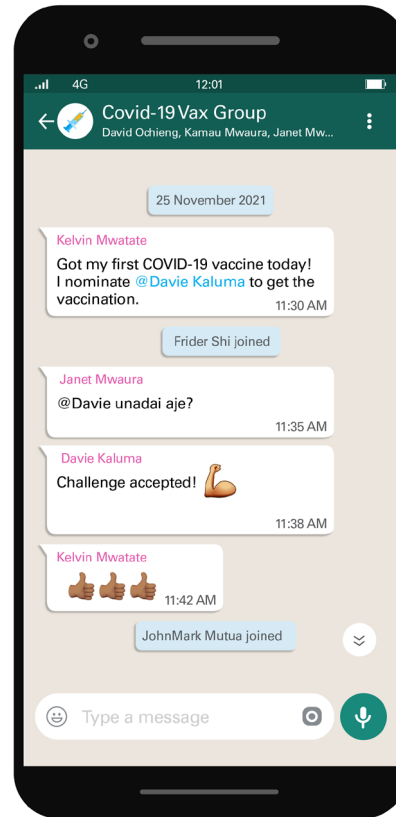 4G 12:01
Covid-19 Vax Group
David Ochieng, Kamau Mwaura, Janet Mw...
25 November 2021
Kelvin Mwatate
Got my first COVID-19 vaccine today!
I nominate @Davie Kaluma to get the
vaccination.
11:30 AM
Frider Shi joined
Janet Mwaura
@Davie unadai aje?
11:35 AM
Davie Kaluma
Challenge accepted!
11:38 AM
Kelvin Mwatate
11:42 AM
JohnMark Mutua joined
Type a message